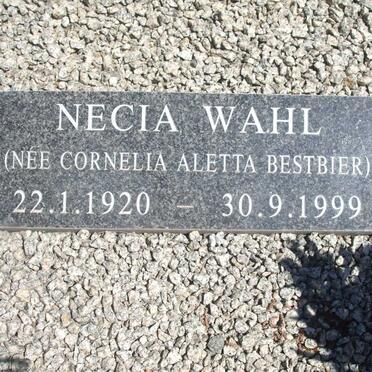 NECIA WAHL
(NÉE CORNELIA ALETTA BESTBIER)
22.1.1920 – 30.9.1999